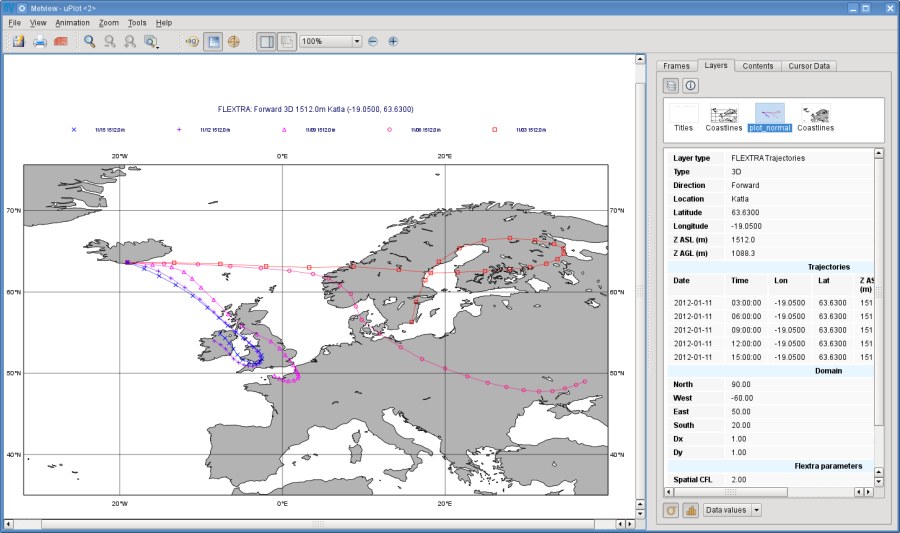 Metview - uPlot <2>
File View Animation Zoom Tools Help
100%
FLEXTRA: Forward 3D 1512.0m Katla (-19.0500, 63.6300)
11/15 1512.0m 11/12 1512.0m 11/09 1512.0m 11/06 1512.0m 11/03 1512.0m
20°W 0°E 20°E
70°N 70°N
60°N 60°N
50°N 50°N
40°N 40°N
20°W 0°E 20°E
Frames Layers Contents Cursor Data
Titles Coastlines plot_normal Coastlines
Layer type FLEXTRA Trajectories
Type 3D
Direction Forward
Location Katla
Latitude 63.6300
Longitude -19.0500
Z ASL (m) 1512.0
Z AGL (m) 1088.3
Trajectories
Date Time Lon Lat Z AS
(m)
2012-01-11 03:00:00 -19.0500 63.6300 151
2012-01-11 06:00:00 -19.0500 63.6300 151
2012-01-11 09:00:00 -19.0500 63.6300 151
2012-01-11 12:00:00 -19.0500 63.6300 151
2012-01-11 15:00:00 -19.0500 63.6300 151
Domain
North 90.00
West -60.00
East 50.00
South 20.00
Dx 1.00
Dy 1.00
Flextra parameters
Spatial CFL 2.00
Data values